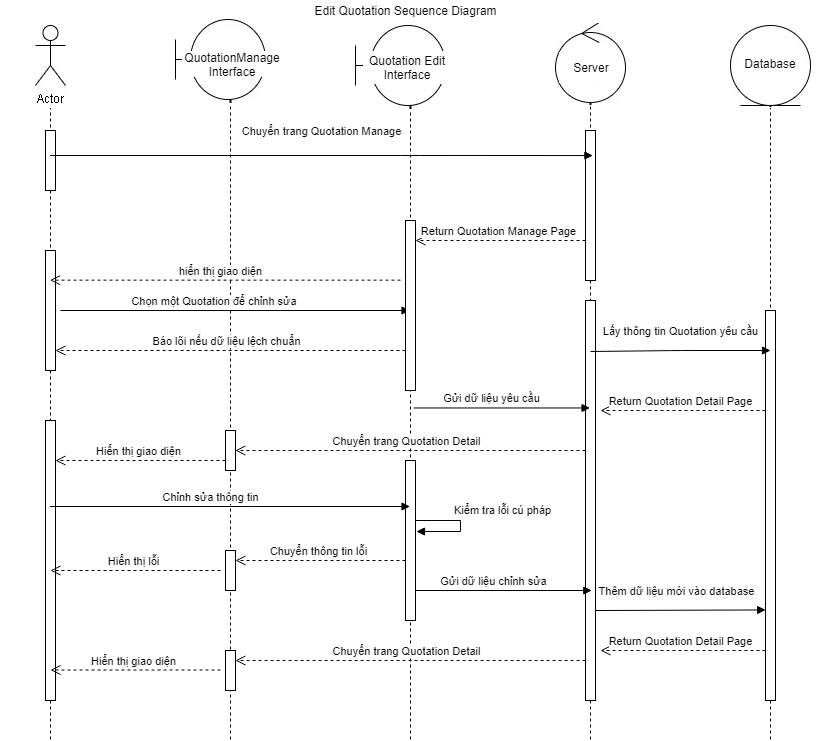 Edit Quotation Sequence Diagram
QuotationManage
Interface
Quotation Edit
Interface
Server
Database
Actor
Chuyển trang Quotation Manage
Return Quotation Manage Page
hiển thị giao diện
Chọn một Quotation để chỉnh sửa
Lấy thông tin Quotation yêu cầu
Báo lõi nếu dữ liệu lệch chuẩn
Gửi dữ liệu yêu cầu
Return Quotation Detail Page
Chuyển trang Quotation Detail
Hiển thị giao diện
Chỉnh sửa thông tin
Kiểm tra lỗi cú pháp
Chuyển thông tin lỗi
Hiển thị lỗi
Gửi dữ liệu chỉnh sửa
Thêm dữ liệu mới vào database
Return Quotation Detail Page
Chuyển trang Quotation Detail
Hiển thị giao diện